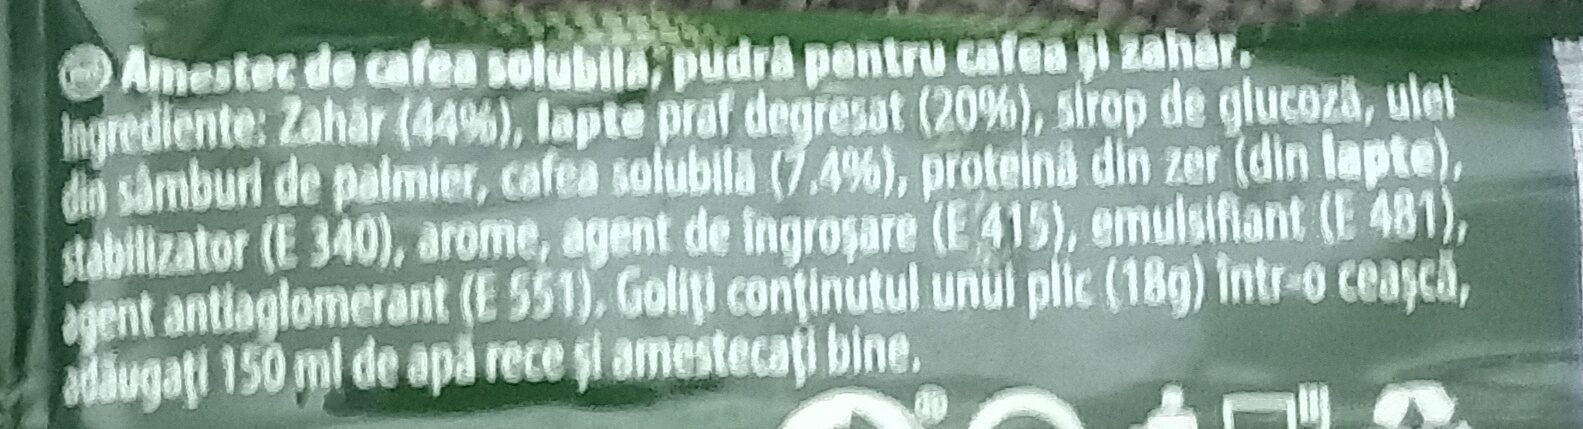 Amestec de cafea solubilă, pudră pentru cafea și zahăr.
Ingrediente: Zahăr (44%), lapte praf degresat (20%), sirop de glucoză, ulei
din sâmburi de palmier, cafea solubilă (7,4%), proteină din zer (din lapte),
stabilizator (E 340), arome, agent de îngroșare (E 415), emulsifiant (E 481),
agent antiaglomerant (E 551), Goliți conținutul unui plic (18g) într-o ceașcă,
adăugați 150 ml de apă rece și amestecați bine.